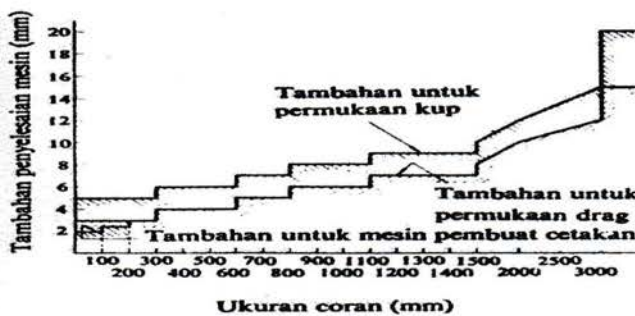 Tambahan penyelesaian mesin (mm)
20
18
16
14
12
10
8
6
4
2
Tambahan untuk
permukaan kup
Tambahan untuk
permukaan drag
Tambahan untuk mesin pembuat cetakan
100 300 500 700 900 1100 1300 1500 2500
200 400 600 800 1000 1200 1400 2000 3000
Ukuran coran (mm)